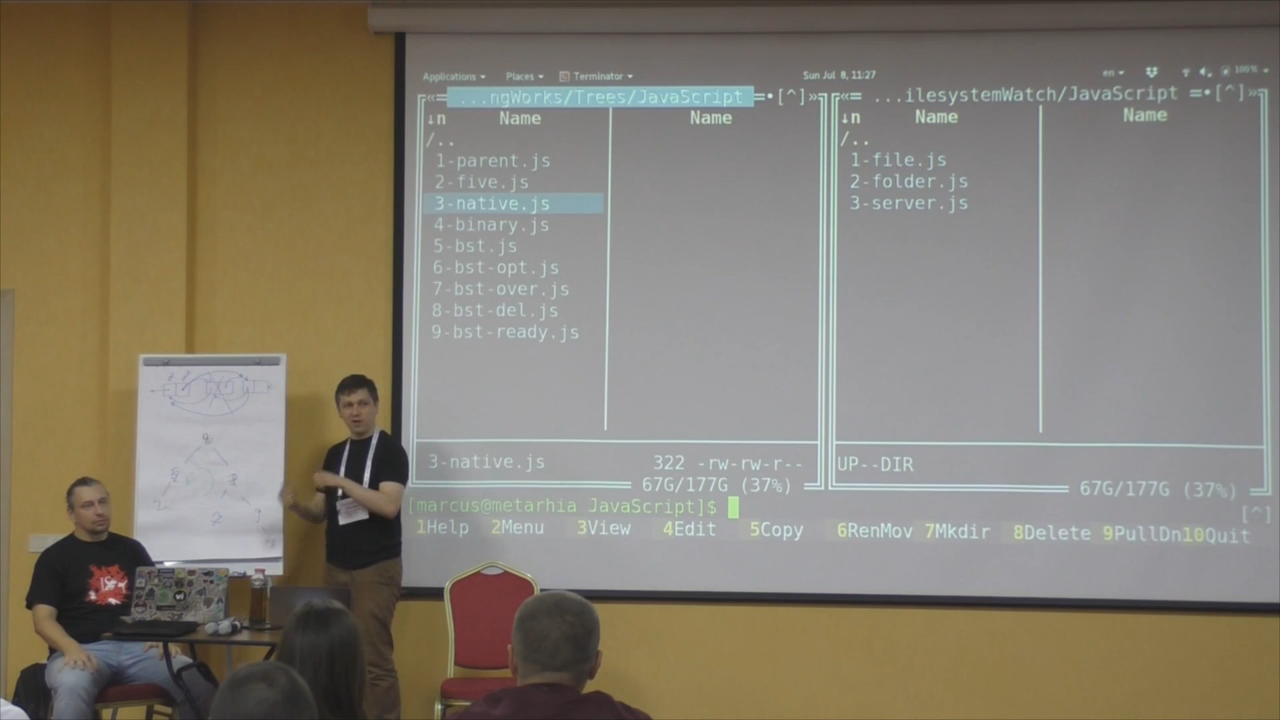 Applications Places Terminator Sun Jul 8, 11:27 en 100%
...ngWorks/Trees/JavaScript
↓n Name Name
/..
1-parent.js
2-five.js
3-native.js
4-binary.js
5-bst.js
6-bst-opt.js
7-bst-over.js
8-bst-del.js
9-bst-ready.js
3-native.js 322 -rw-rw-r--
67G/177G (37%)
...ilesystemWatch/JavaScript
↓n Name Name
/..
1-file.js
2-folder.js
3-server.js
UP--DIR
67G/177G (37%)
[marcus@metarhia JavaScript]$
1Help 2Menu 3View 4Edit 5Copy 6RenMov 7Mkdir 8Delete 9PullDn 10Quit